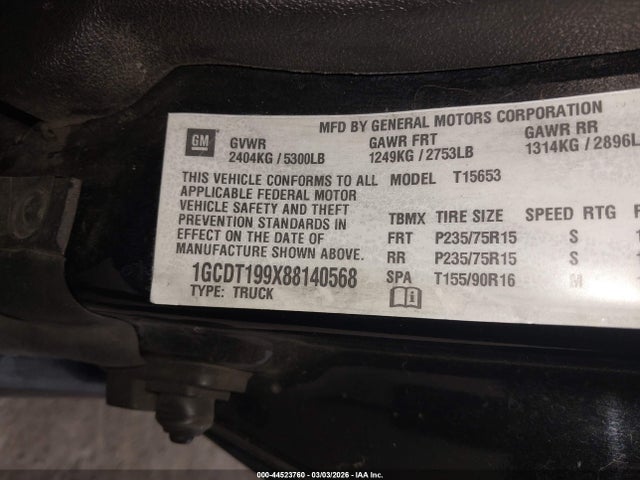 MFD BY GENERAL MOTORS CORPORATION
GM
GVWR GAWR FRT GAWR RR
2404KG / 5300LB 1249KG / 2753LB 1314KG / 2896L
THIS VEHICLE CONFORMS TO ALL MODEL T15653
APPLICABLE FEDERAL MOTOR
VEHICLE SAFETY AND THEFT
PREVENTION STANDARDS IN
EFFECT ON THE DATE OF
MANUFACTURE SHOWN ABOVE.
TBMX TIRE SIZE SPEED RTG
FRT P235/75R15 S
RR P235/75R15 S
SPA T155/90R16 M
1GCDT199X88140568
TYPE: TRUCK
000-44523760 - 03/03/2026 - IAA Inc.